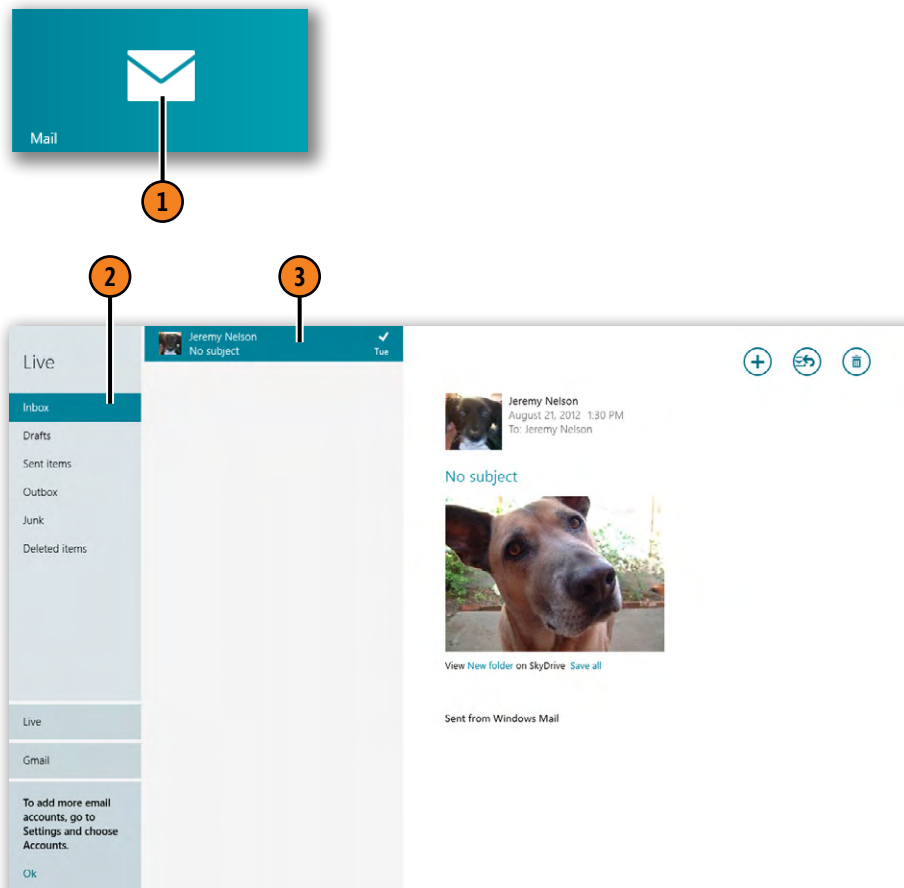 Mail
1
2
3
Live
Inbox
Drafts
Sent items
Outbox
Junk
Deleted items
Live
Gmail
To add more email
accounts, go to
Settings and choose
Accounts.
Ok
Jeremy Nelson
No subject
Tue
Jeremy Nelson
August 21, 2012 1:30 PM
To: Jeremy Nelson
No subject
View New folder on SkyDrive Save all
Sent from Windows Mail